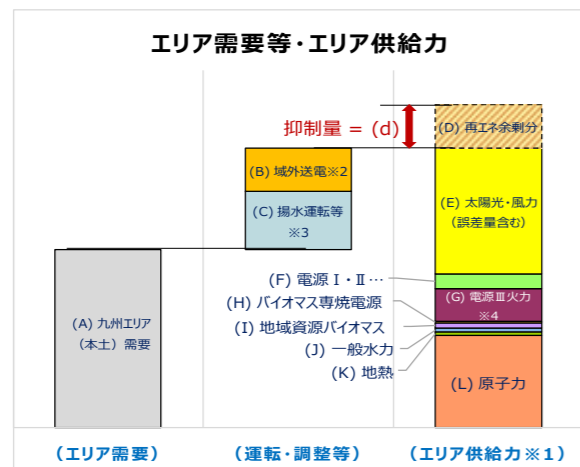 エリア需要等・エリア供給力
抑制量 = (d)
(D) 再エネ余剰分
(B) 域外送電※2
(C) 揚水運転等
※3
(E) 太陽光・風力
(誤差量含む)
(F) 電源Ⅰ・Ⅱ…
(G) 電源Ⅲ火力
※4
(H) バイオマス専焼電源
(I) 地域資源バイオマス
(A) 九州エリア
（本土）需要
(J) 一般水力
(K) 地熱
(L) 原子力
（エリア需要）
（運転・調整等）
（エリア供給力※1）